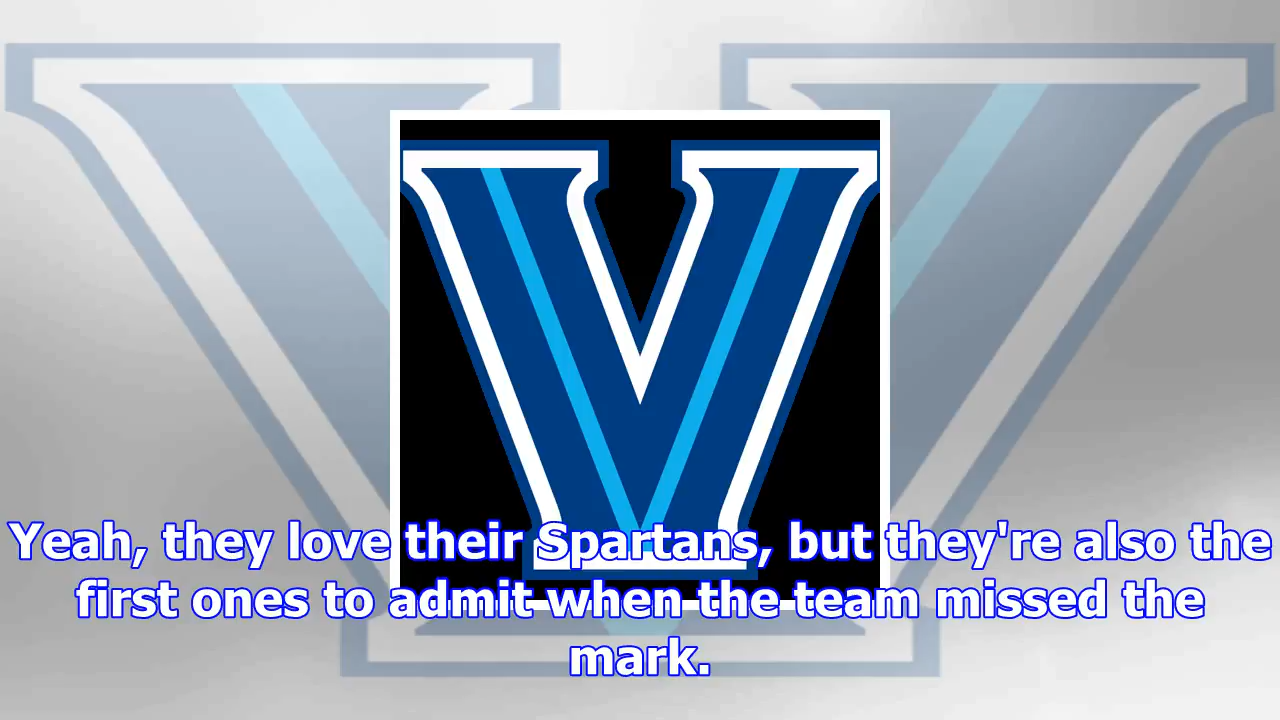 V
Yeah, they love their Spartans, but they're also the
first ones to admit when the team missed the
mark.